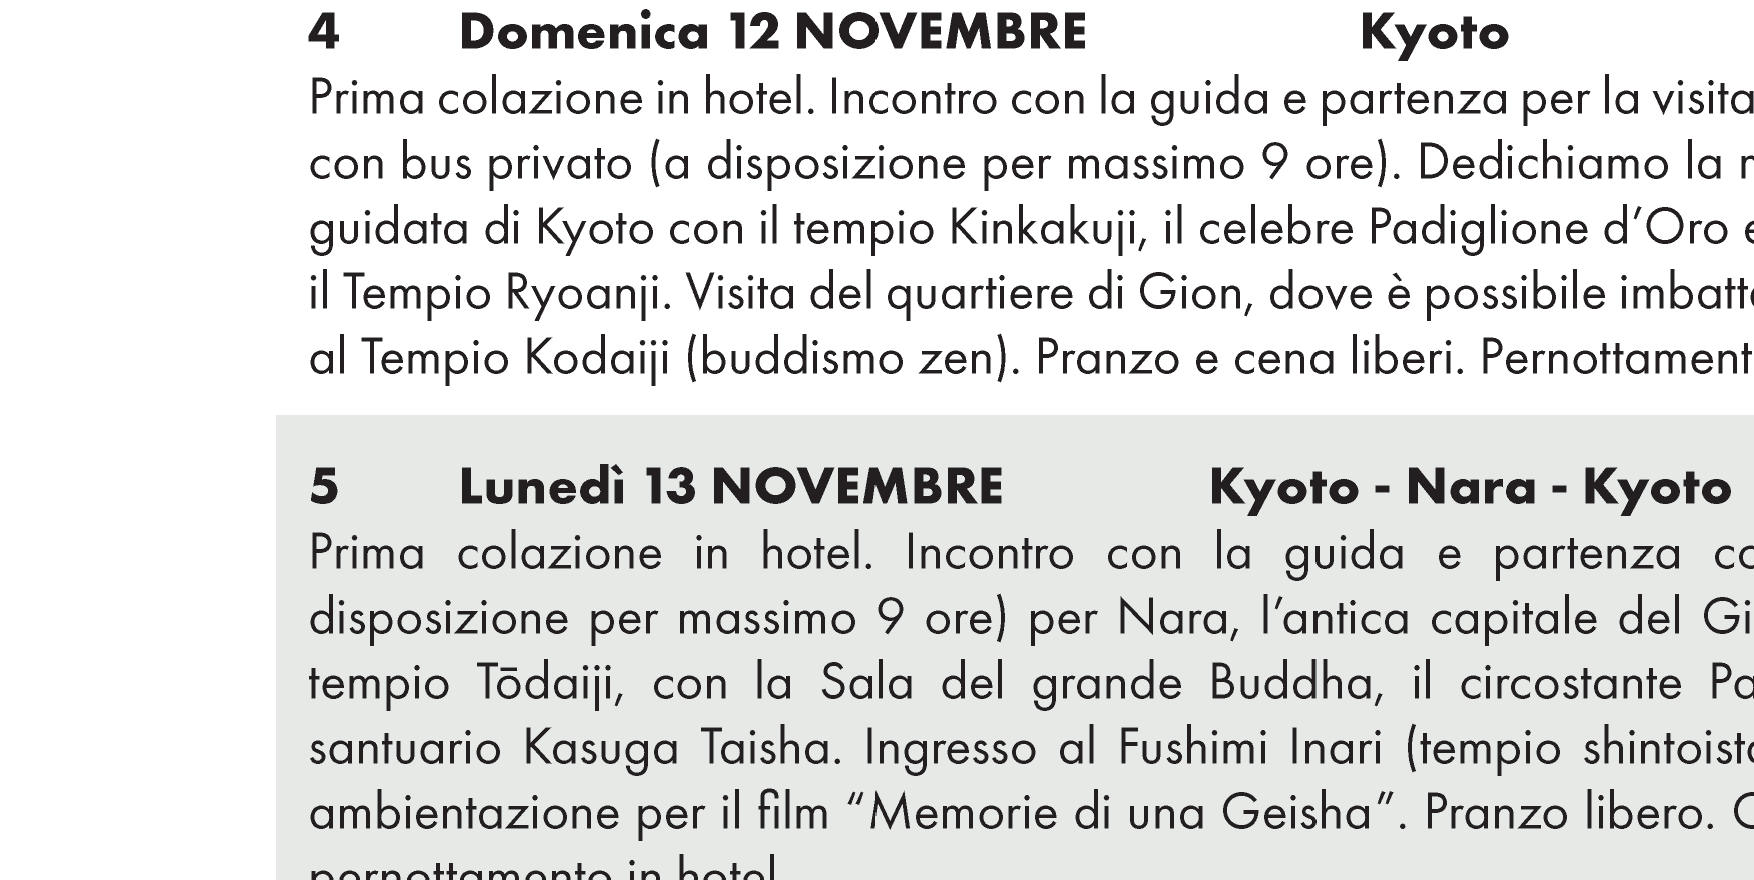 4 Domenica 12 NOVEMBRE Kyoto
Prima colazione in hotel. Incontro con la guida e partenza per la visita
con bus privato (a disposizione per massimo 9 ore). Dedichiamo la
guidata di Kyoto con il tempio Kinkakuji, il celebre Padiglione d’Oro e
il Tempio Ryoanji. Visita del quartiere di Gion, dove è possibile
al Tempio Kodaiji (buddismo zen). Pranzo e cena liberi.
5 Lunedì 13 NOVEMBRE Kyoto - Nara - Kyoto
Prima colazione in hotel. Incontro con la guida e partenza
disposizione per massimo 9 ore) per Nara, l’antica capitale del
tempio Tōdaiji, con la Sala del grande Buddha, il circostante
santuario Kasuga Taisha. Ingresso al Fushimi Inari (tempio
ambientazione per il film “Memorie di una Geisha”. Pranzo libero.
pernottamento in hotel